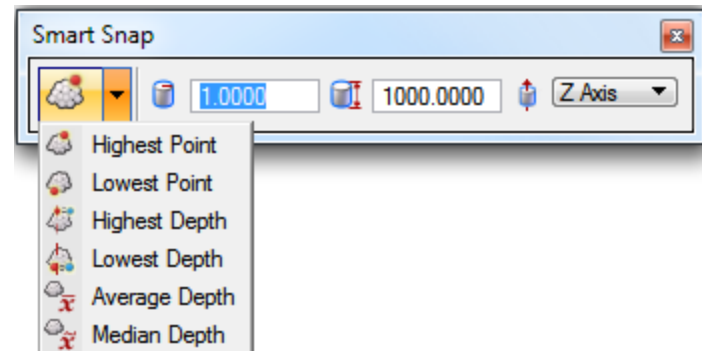 Smart Snap
1.0000 1000.0000 Z Axis
Highest Point
Lowest Point
Highest Depth
Lowest Depth
Average Depth
Median Depth